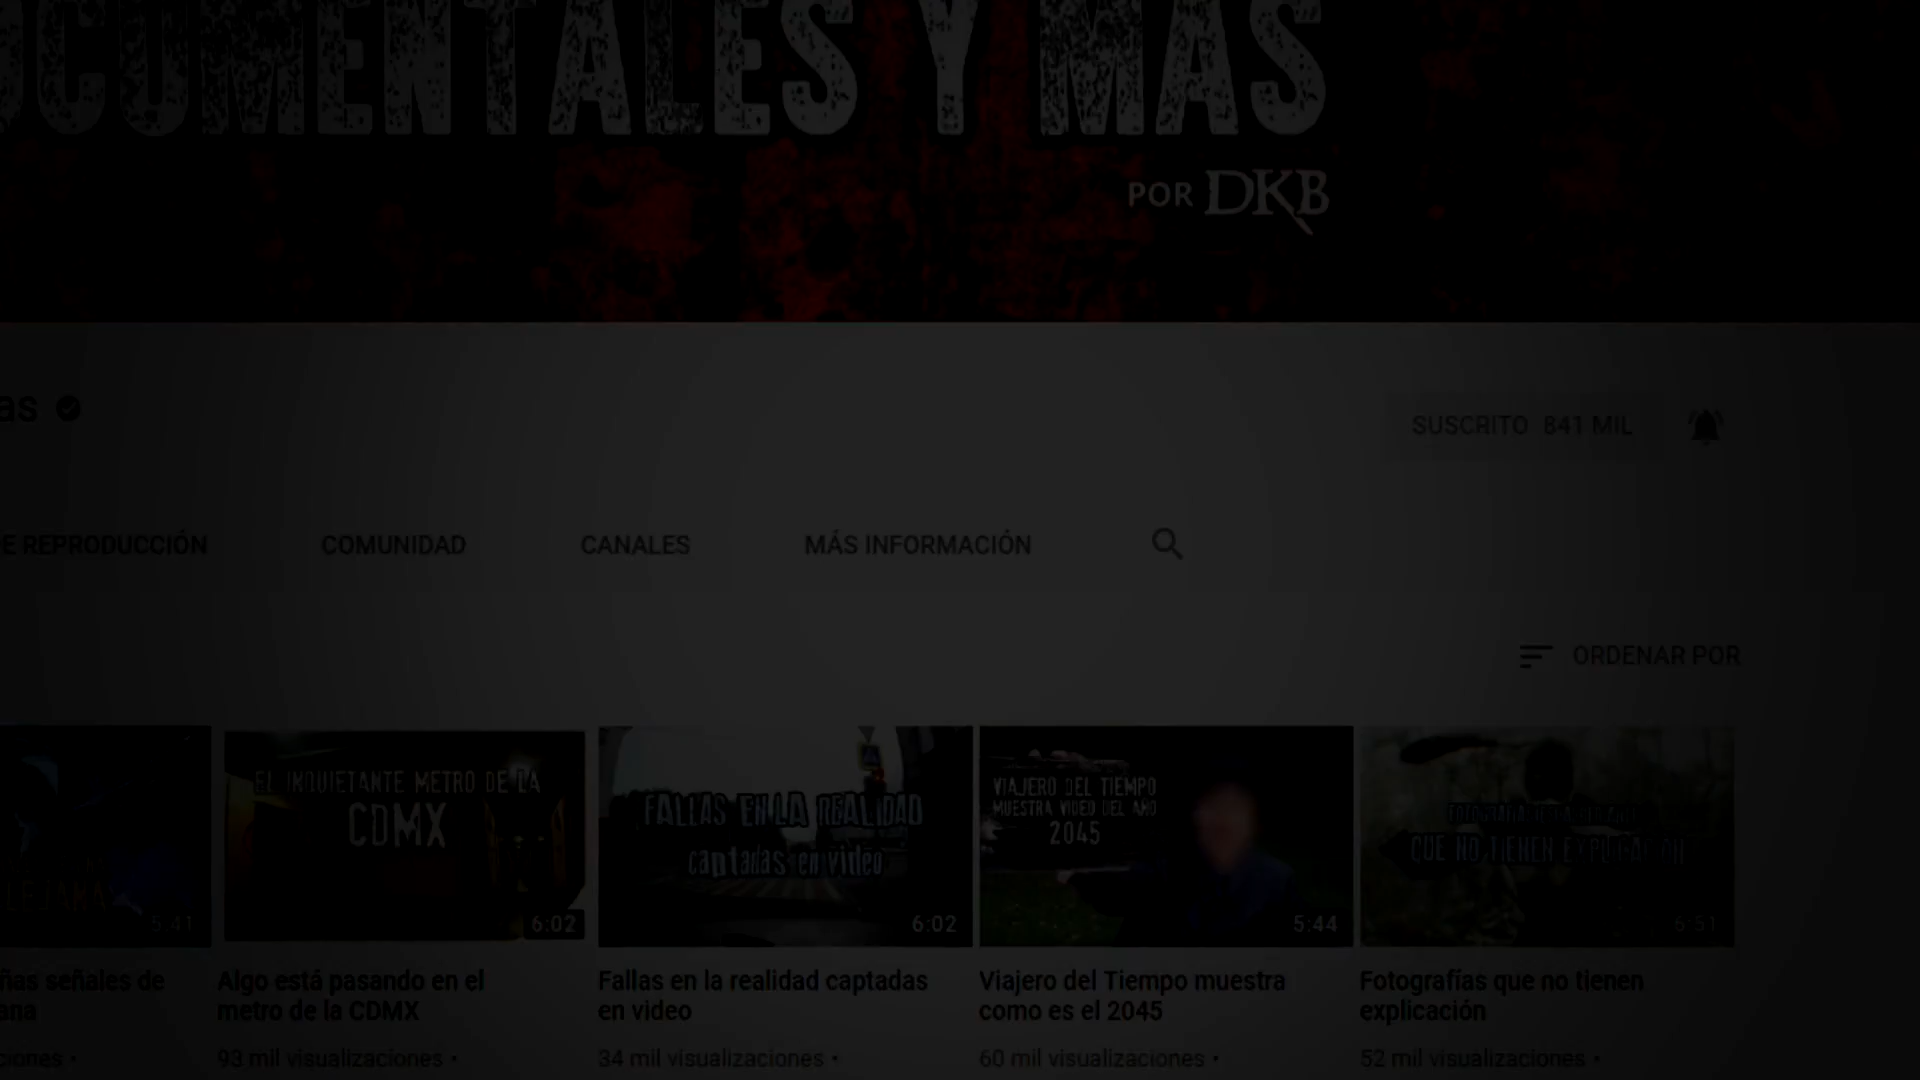 OCUMENTALES Y MAS
POR DKB
as
SUSCRITO 841 MIL
E REPRODUCCIÓN COMUNIDAD CANALES MÁS INFORMACIÓN
ORDENAR POR
5:41
EL INQUIETANTE METRO DE LA
CDMX
6:02
FALLAS EN LA REALIDAD
captadas en video
6:02
VIAJERO DEL TIEMPO
MUESTRA VIDEO DEL AÑO
2045
5:44
QUE NO TIENEN EXPLICACIÓN
6:51
ñas señales de
ana
Algo está pasando en el
metro de la CDMX
Fallas en la realidad captadas
en video
Viajero del Tiempo muestra
como es el 2045
Fotografías que no tienen
explicación
ciones •
93 mil visualizaciones •
34 mil visualizaciones •
60 mil visualizaciones •
52 mil visualizaciones •